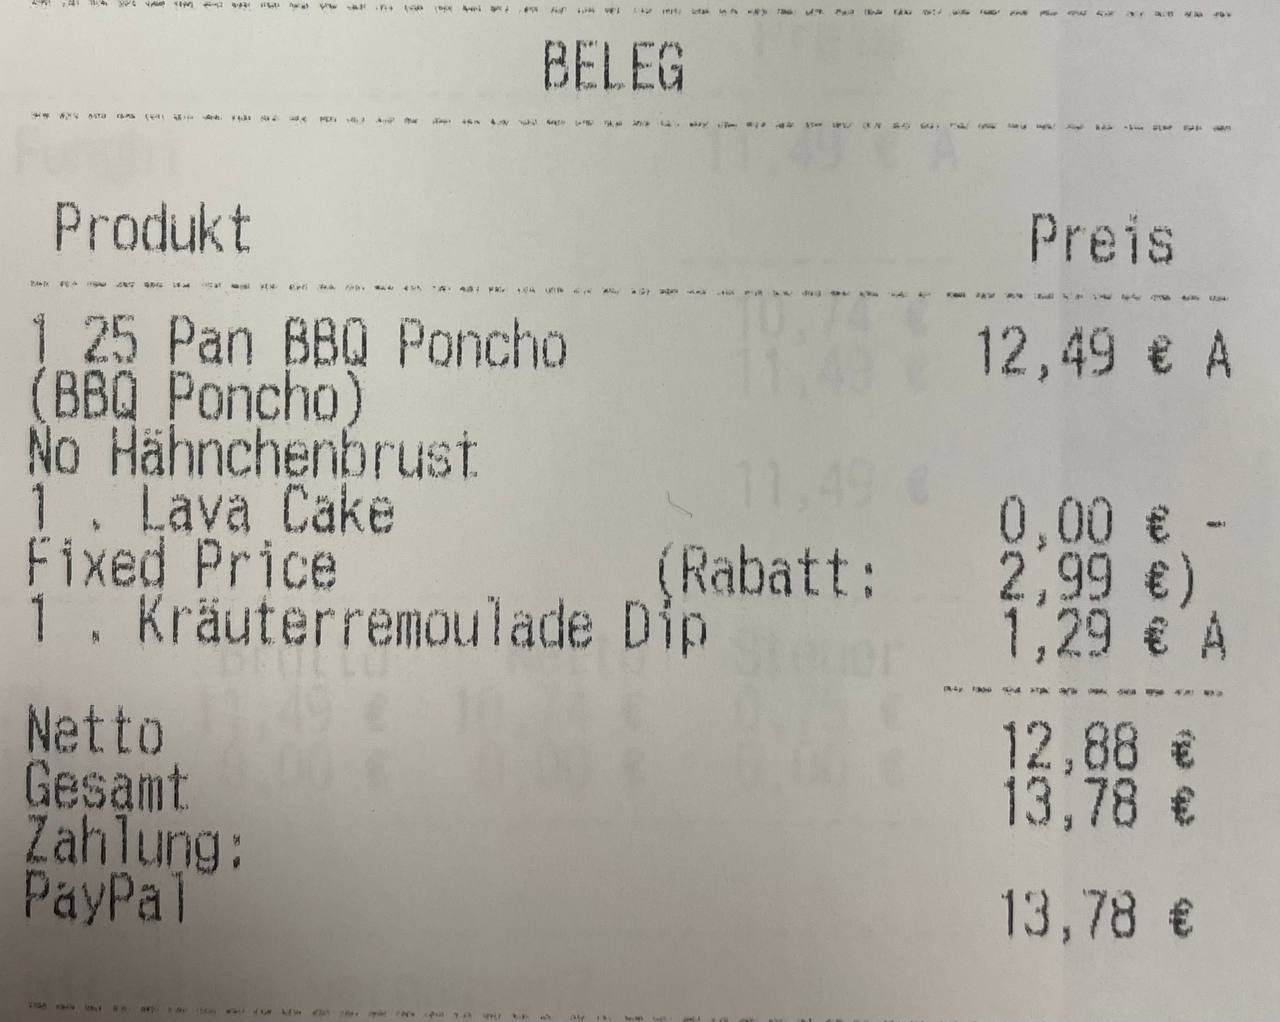 BELEG
Produkt Preis
1 25 Pan BBQ Poncho 12,49 € A
(BBQ Poncho)
No Hähnchenbrust
1 . Lava Cake 0,00 € -
Fixed Price (Rabatt: 2,99 €)
1 . Kräuterremoulade Dip 1,29 € A
Netto 12,88 €
Gesamt 13,78 €
Zahlung:
PayPal 13,78 €